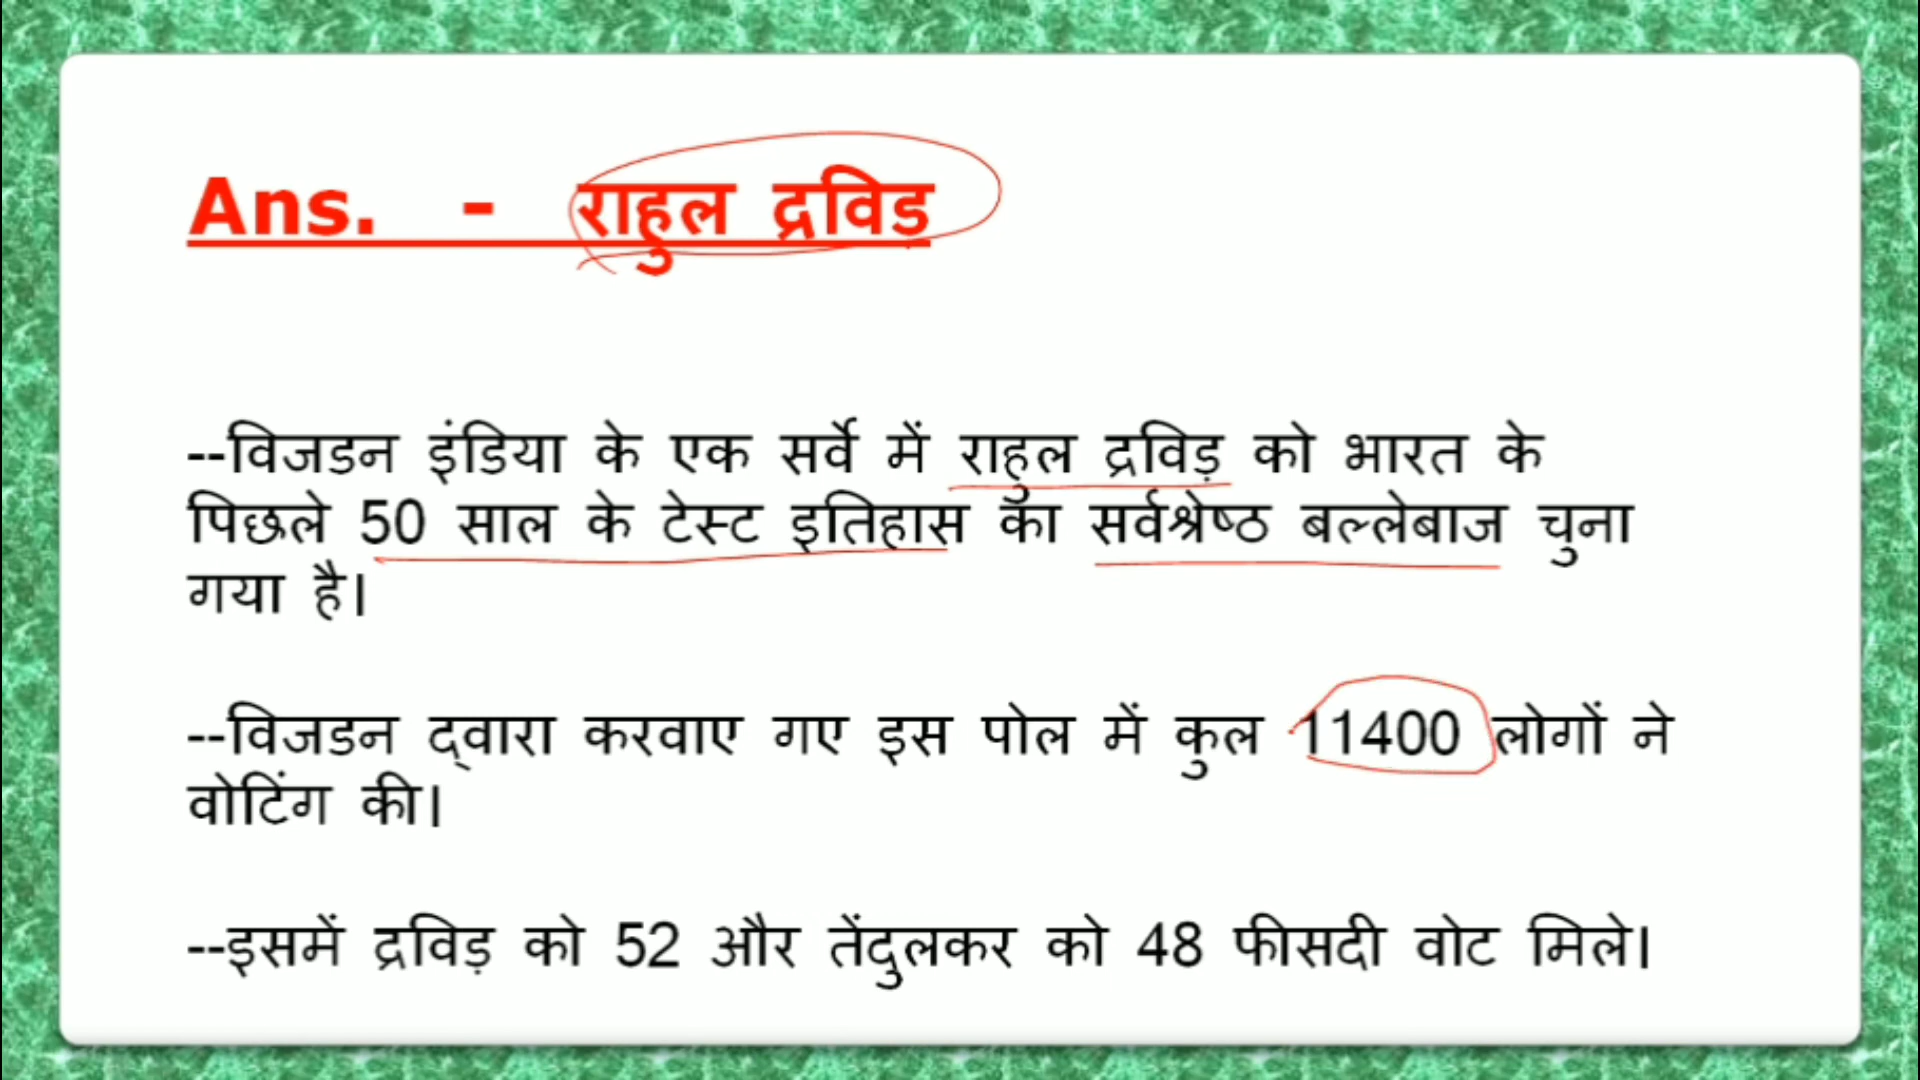 Ans. - राहुल द्रविड
--विजडन इंडिया के एक सर्वे में राहुल द्रविड़ को भारत के
पिछले 50 साल के टेस्ट इतिहास का सर्वश्रेष्ठ बल्लेबाज चुना
गया है।
--विजडन द्वारा करवाए गए इस पोल में कुल 11400 लोगों ने
वोटिंग की।
--इसमें द्रविड़ को 52 और तेंदुलकर को 48 फीसदी वोट मिले।